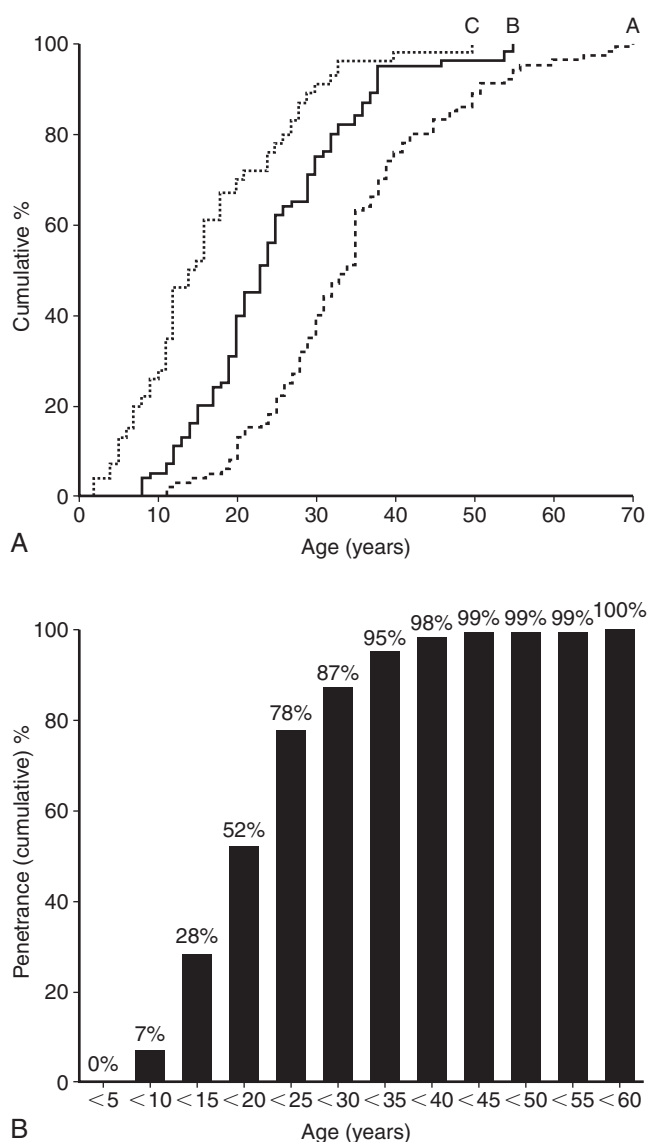 C B A
100
80
60
40
20
0
Cumulative %
0 10 20 30 40 50 60 70
Age (years)
A
100%
99% 99% 99%
98%
95%
87%
78%
52%
28%
7%
0%
100
80
60
40
20
0
Penetrance (cumulative) %
<5 <10 <15 <20 <25 <30 <35 <40 <45 <50 <55 <60
Age (years)
B